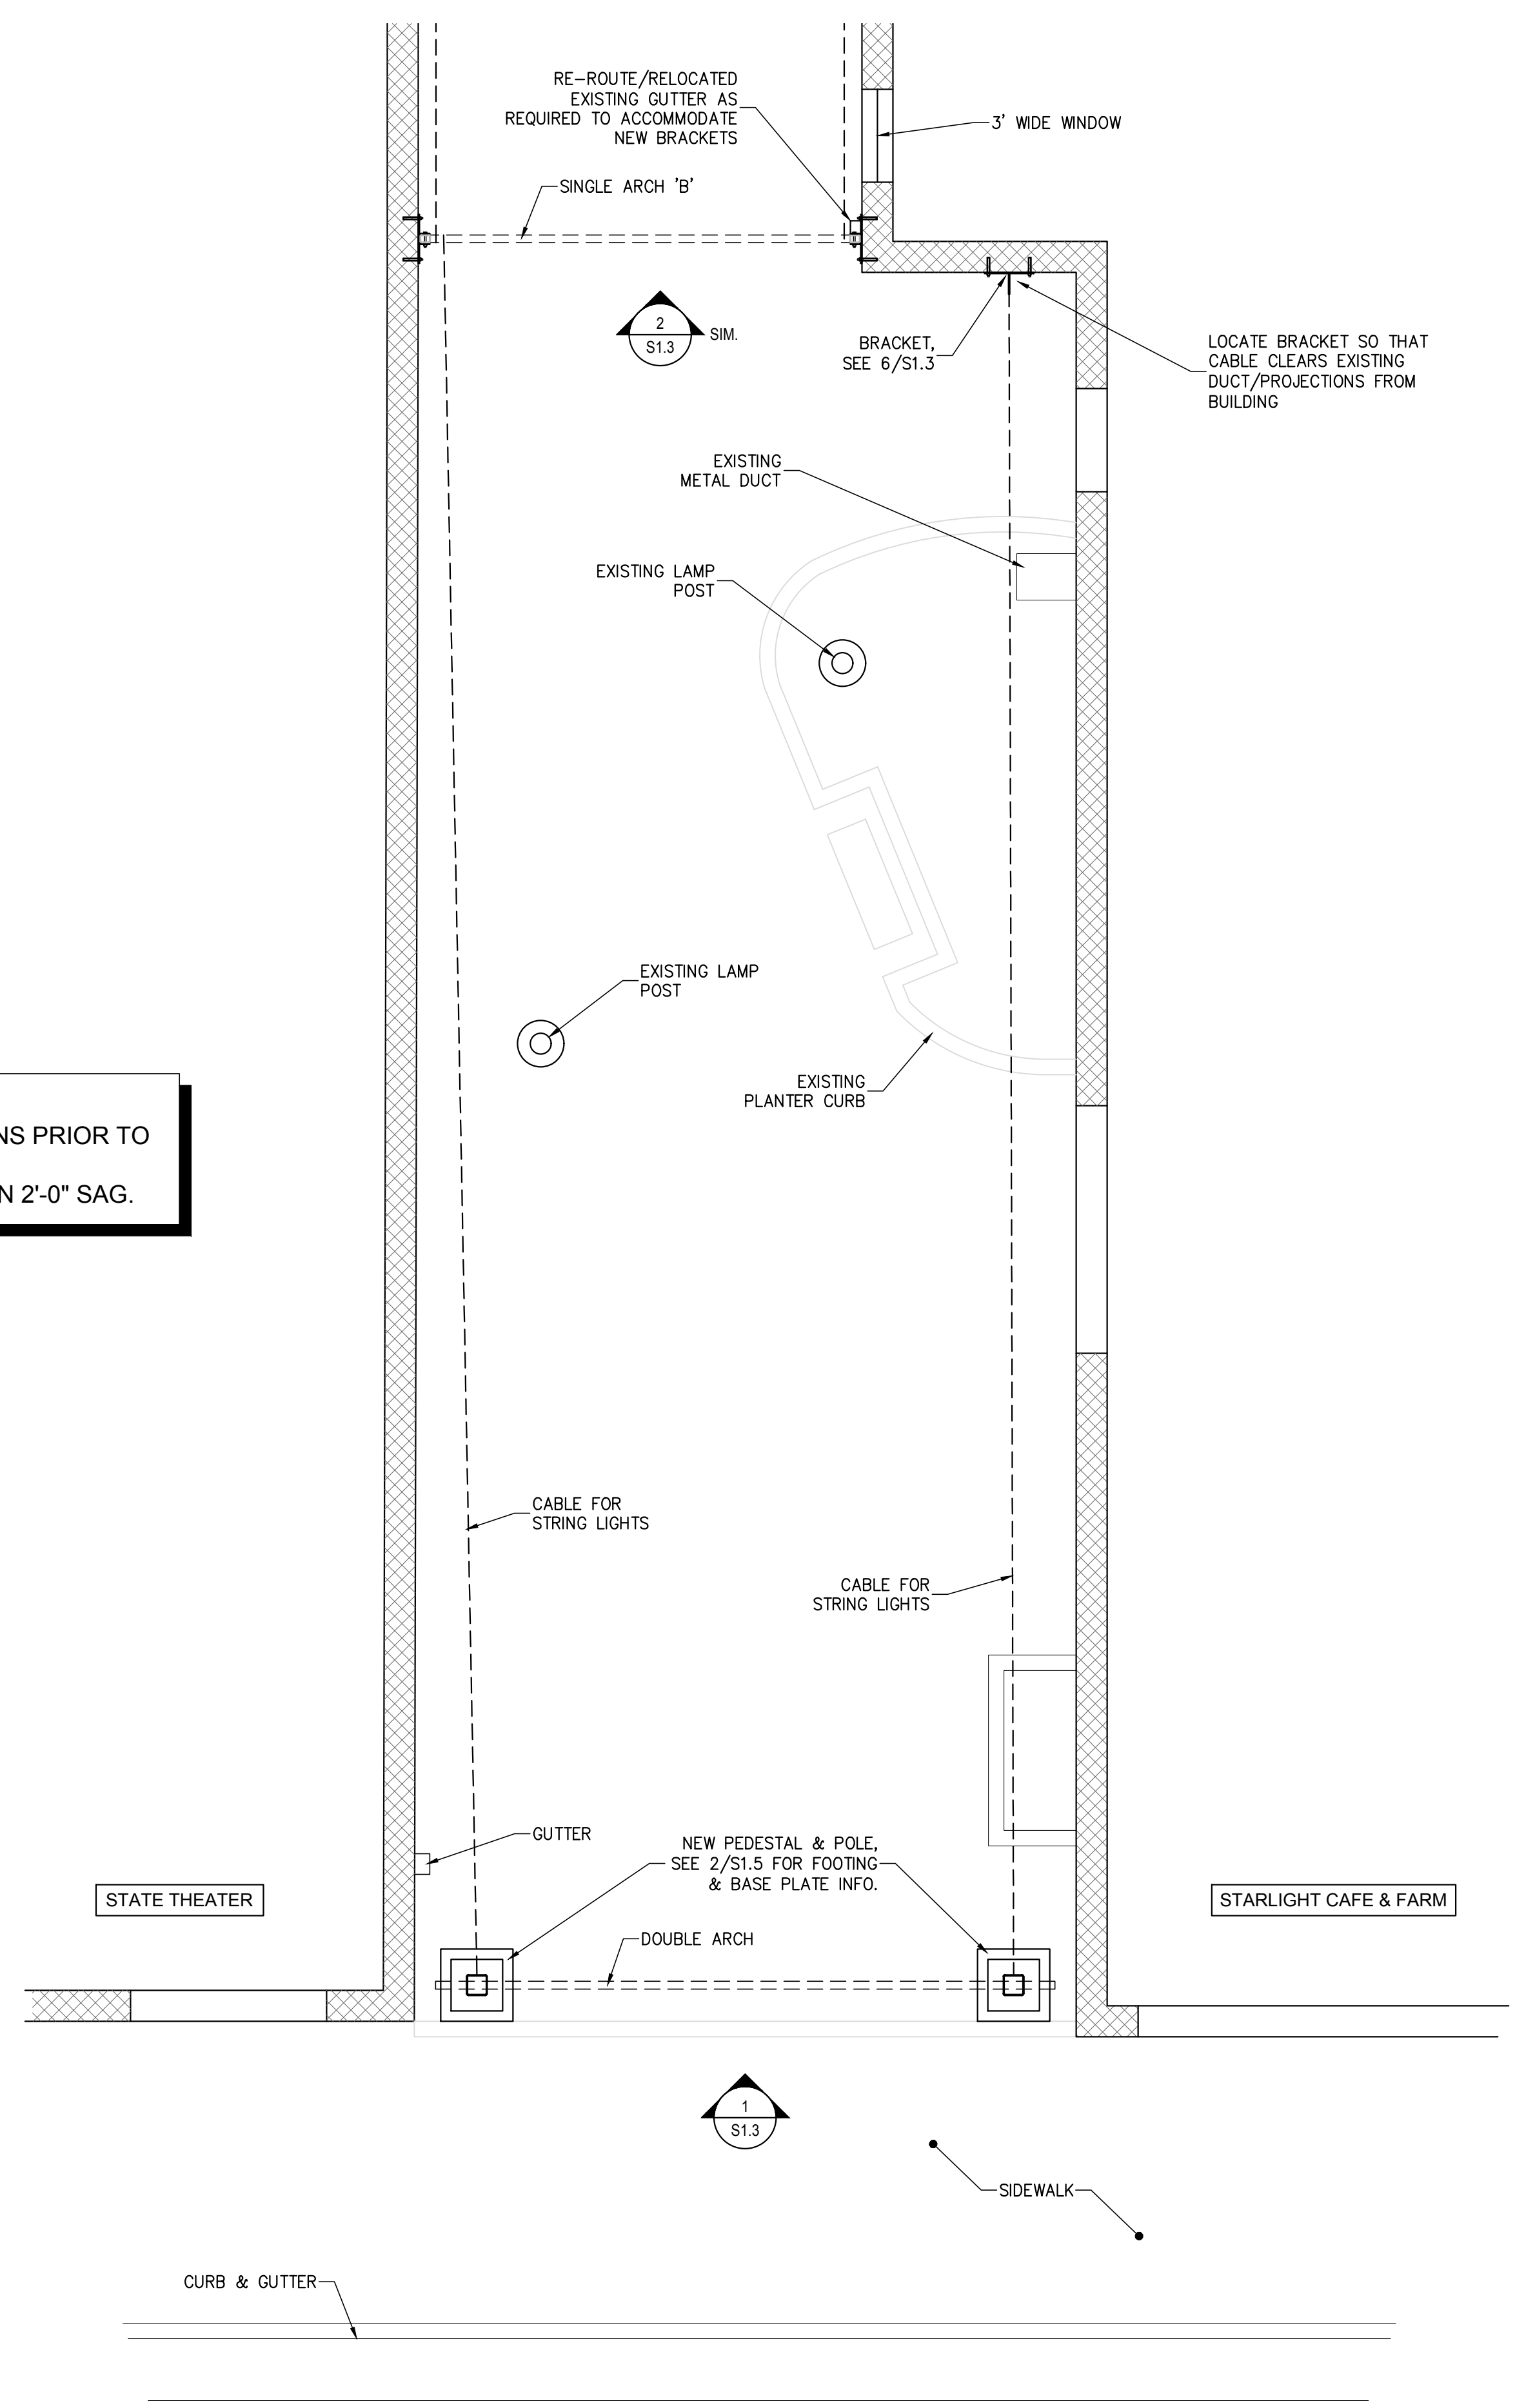 RE-ROUTE/RELOCATED
EXISTING GUTTER AS
REQUIRED TO ACCOMMODATE
NEW BRACKETS
3' WIDE WINDOW
SINGLE ARCH 'B'
2
S1.3
SIM.
BRACKET,
SEE 6/S1.3
LOCATE BRACKET SO THAT
CABLE CLEARS EXISTING
DUCT/PROJECTIONS FROM
BUILDING
EXISTING
METAL DUCT
EXISTING LAMP
POST
EXISTING LAMP
POST
EXISTING
PLANTER CURB
NS PRIOR TO
N 2'-0" SAG.
CABLE FOR
STRING LIGHTS
CABLE FOR
STRING LIGHTS
GUTTER
NEW PEDESTAL & POLE,
SEE 2/S1.5 FOR FOOTING
& BASE PLATE INFO.
STATE THEATER
STARLIGHT CAFE & FARM
DOUBLE ARCH
1
S1.3
SIDEWALK
CURB & GUTTER